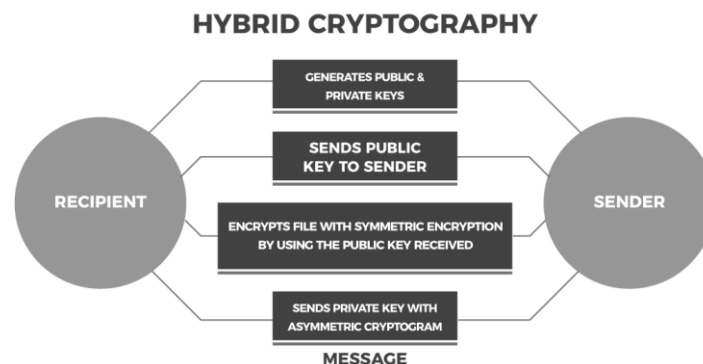 HYBRID CRYPTOGRAPHY
GENERATES PUBLIC &
PRIVATE KEYS
SENDS PUBLIC
KEY TO SENDER
RECIPIENT
SENDER
ENCRYPTS FILE WITH SYMMETRIC ENCRYPTION
BY USING THE PUBLIC KEY RECEIVED
SENDS PRIVATE KEY WITH
ASYMMETRIC CRYPTOGRAM
MESSAGE